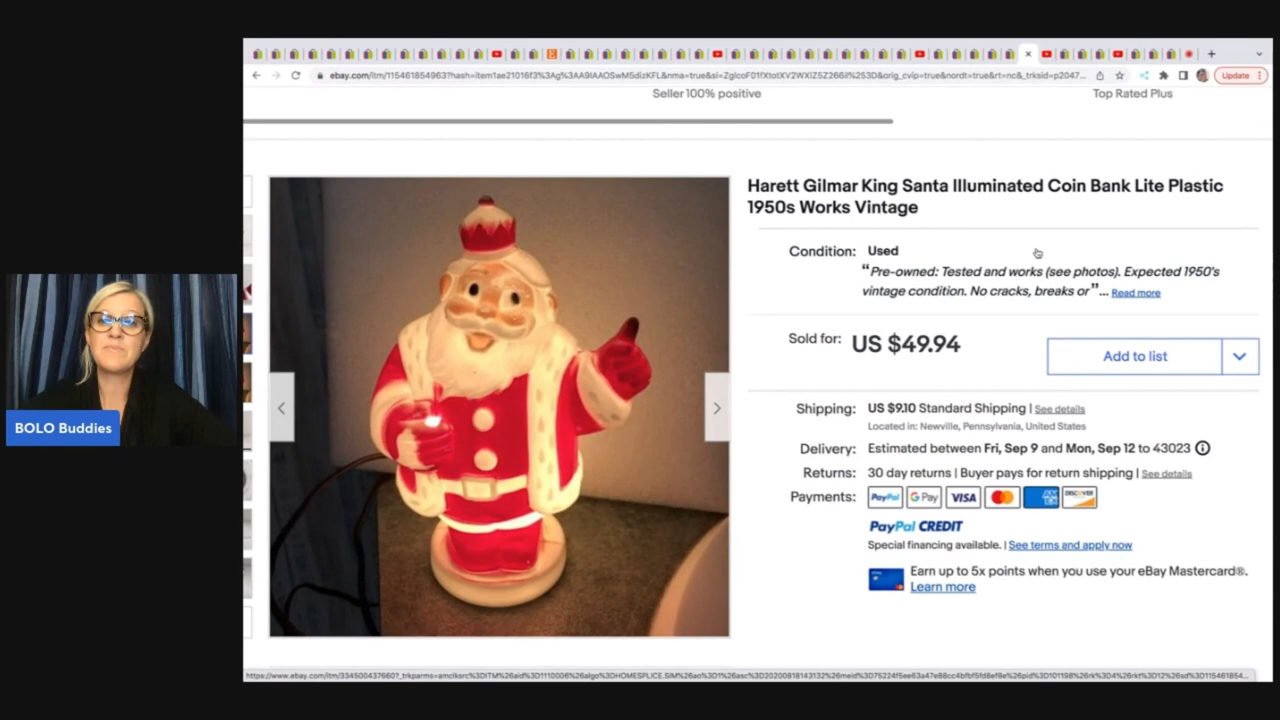 Update
Seller 100% positive
Top Rated Plus
Harett Gilmar King Santa Illuminated Coin Bank Lite Plastic
1950s Works Vintage
Condition: Used
“Pre-owned: Tested and works (see photos). Expected 1950's
vintage condition. No cracks, breaks or”... Read more
Sold for: US $49.94
Add to list
Shipping: US $9.10 Standard Shipping | See details
Located in: Newville, Pennsylvania, United States
Delivery: Estimated between Fri, Sep 9 and Mon, Sep 12 to 43023
Returns: 30 day returns | Buyer pays for return shipping | See details
Payments: PayPal G Pay VISA DISCOVER
PayPal CREDIT
Special financing available. | See terms and apply now
Earn up to 5x points when you use your eBay Mastercard®.
Learn more
BOLO Buddies